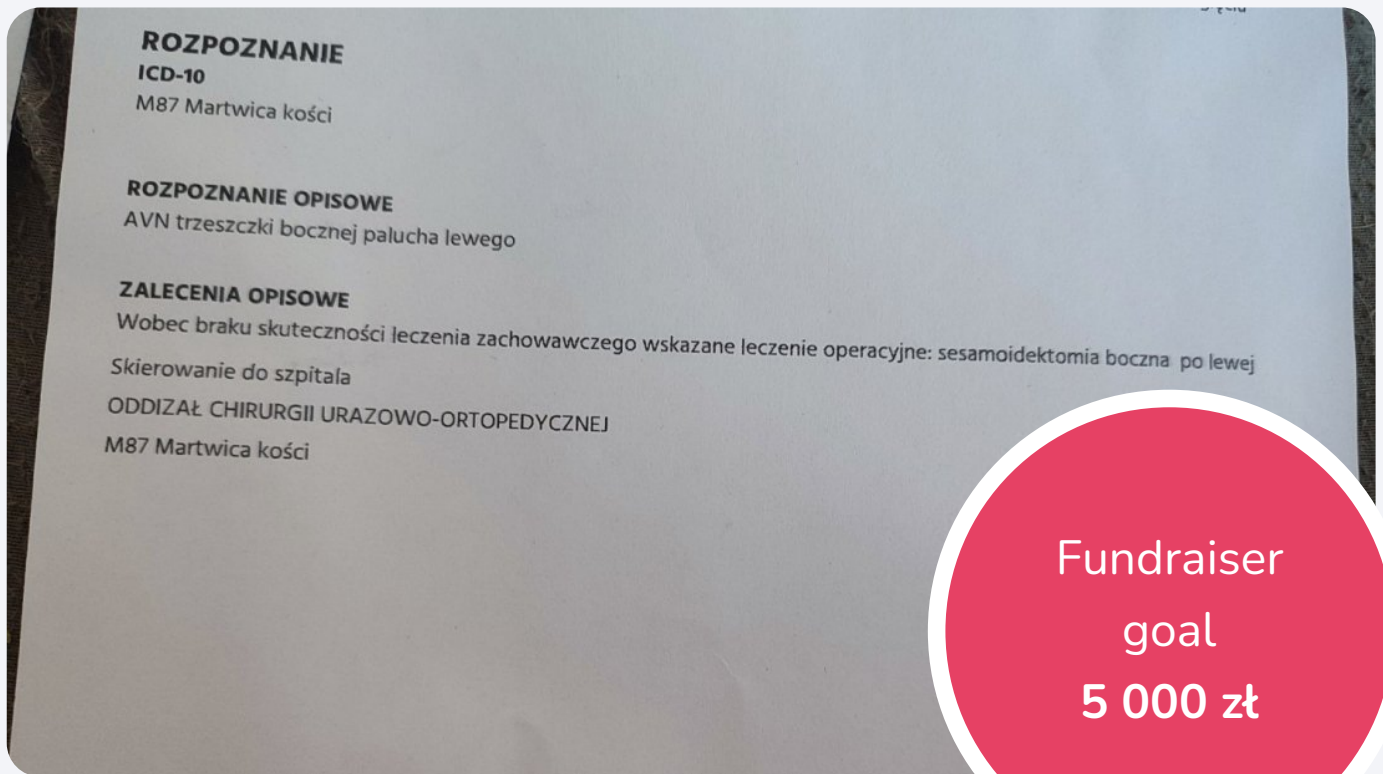 ROZPOZNANIE
ICD-10
M87 Martwica kości
ROZPOZNANIE OPISOWE
AVN trzeszczki bocznej palucha lewego
ZALECENIA OPISOWE
Wobec braku skuteczności leczenia zachowawczego wskazane leczenie operacyjne: sesamoidektomia boczna po lewej
Skierowanie do szpitala
ODDIZAŁ CHIRURGII URAZOWO-ORTOPEDYCZNEJ
M87 Martwica kości
Fundraiser
goal
5 000 zł